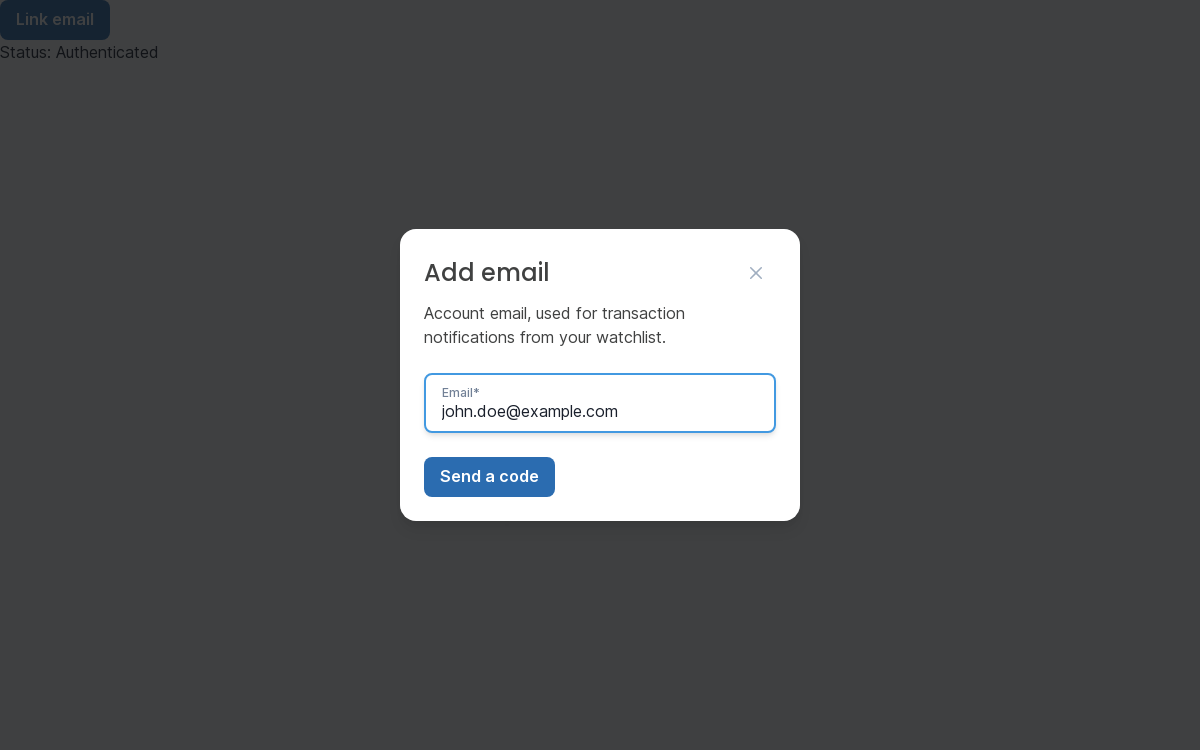 Link email
Status: Authenticated
Add email
Account email, used for transaction
notifications from your watchlist.
Email*
john.doe@example.com
Send a code